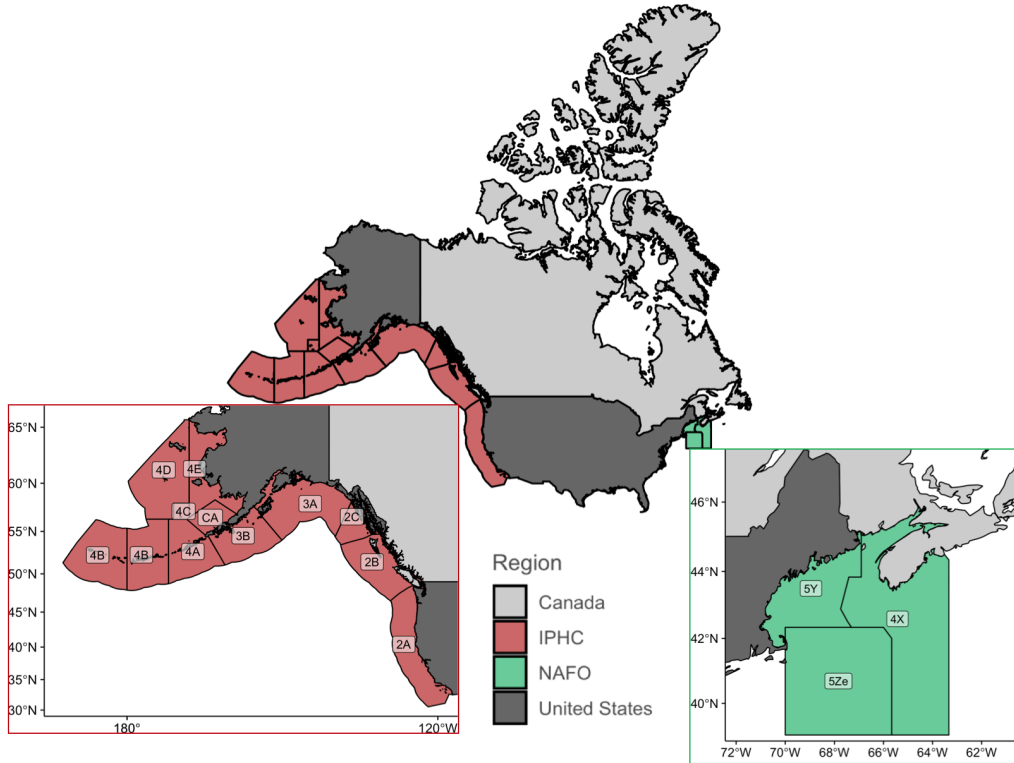 65°N
60°N
55°N
50°N
45°N
40°N
35°N
30°N
180°
120°W
4D
4E
4C
CA
3A
2C
4B
4B
4A
3B
2B
2A
Region
Canada
IPHC
NAFO
United States
46°N
44°N
42°N
40°N
5Y
4X
5Ze
72°W
70°W
68°W
66°W
64°W
62°W